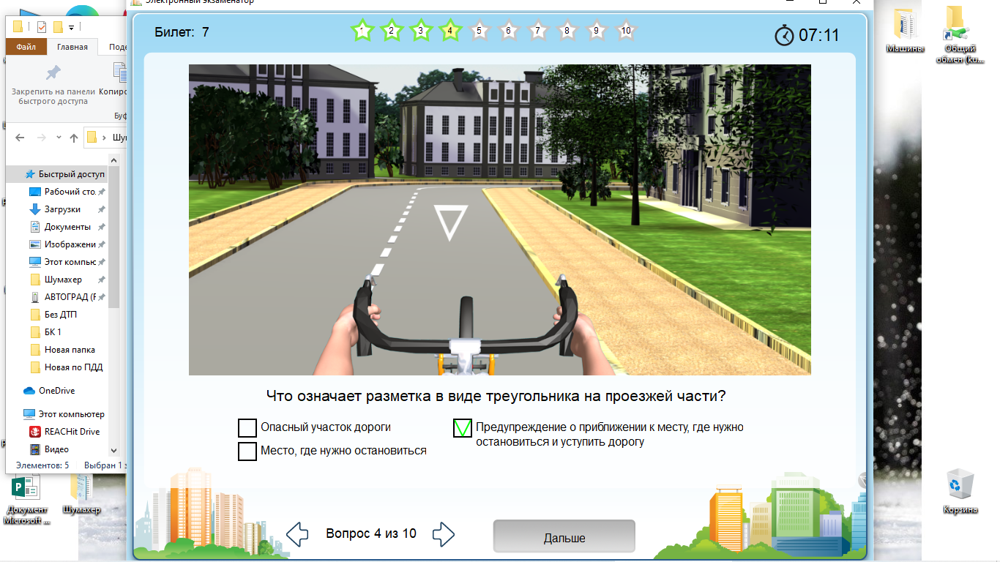 Электронный экзаменатор
Файл
Главная
Поде
Закрепить на панели
быстрого доступа
Копиро
Буф
Шу
Быстрый доступ
Рабочий сто.
Загрузки
Документы
Изображени
Этот компьк
Шумахер
АВТОГРАД (F
Без ДТП
БК 1
Новая папка
Новая по ПДД
OneDrive
Этот компьютер
REACHit Drive
Видео
Элементов: 5
Выбран 1 э
Документ
Microsoft ...
Шумахер
Билет: 7
1 2 3 4 5 6 7 8 9 10
07:11
Что означает разметка в виде треугольника на проезжей части?
Опасный участок дороги
Место, где нужно остановиться
Предупреждение о приближении к месту, где нужно
остановиться и уступить дорогу
Вопрос 4 из 10
Дальше
Машины
Общий
обмен (ku...
Корзина